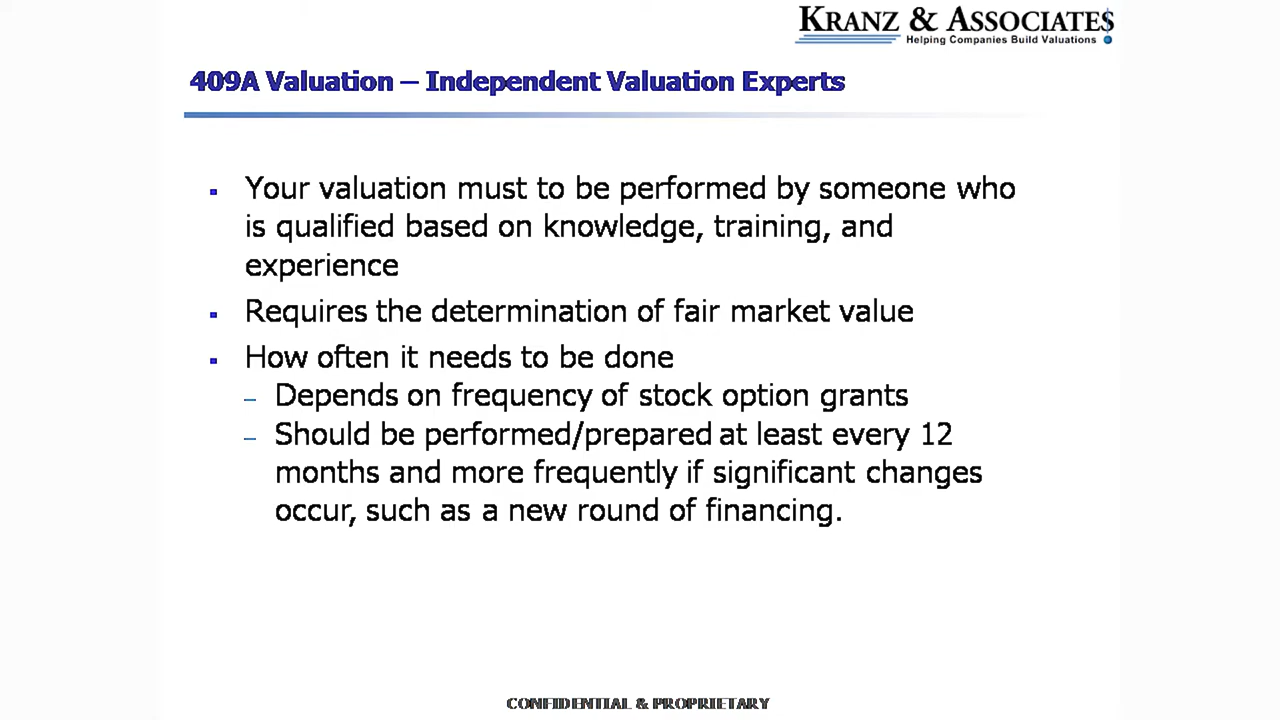 KRANZ & ASSOCIATES
Helping Companies Build Valuations
409A Valuation – Independent Valuation Experts
Your valuation must to be performed by someone who
is qualified based on knowledge, training, and
experience
Requires the determination of fair market value
How often it needs to be done
– Depends on frequency of stock option grants
– Should be performed/prepared at least every 12
months and more frequently if significant changes
occur, such as a new round of financing.
CONFIDENTIAL & PROPRIETARY